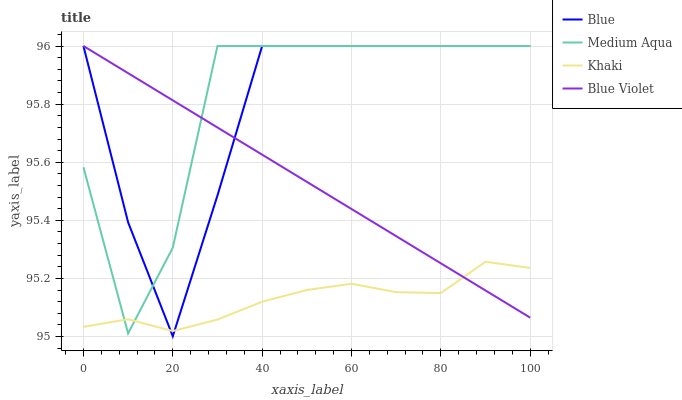 title
Blue
Medium Aqua
Khaki
Blue Violet
yaxis_label
96
95.8
95.6
95.4
95.2
95
0 20 40 60 80 100
xaxis_label